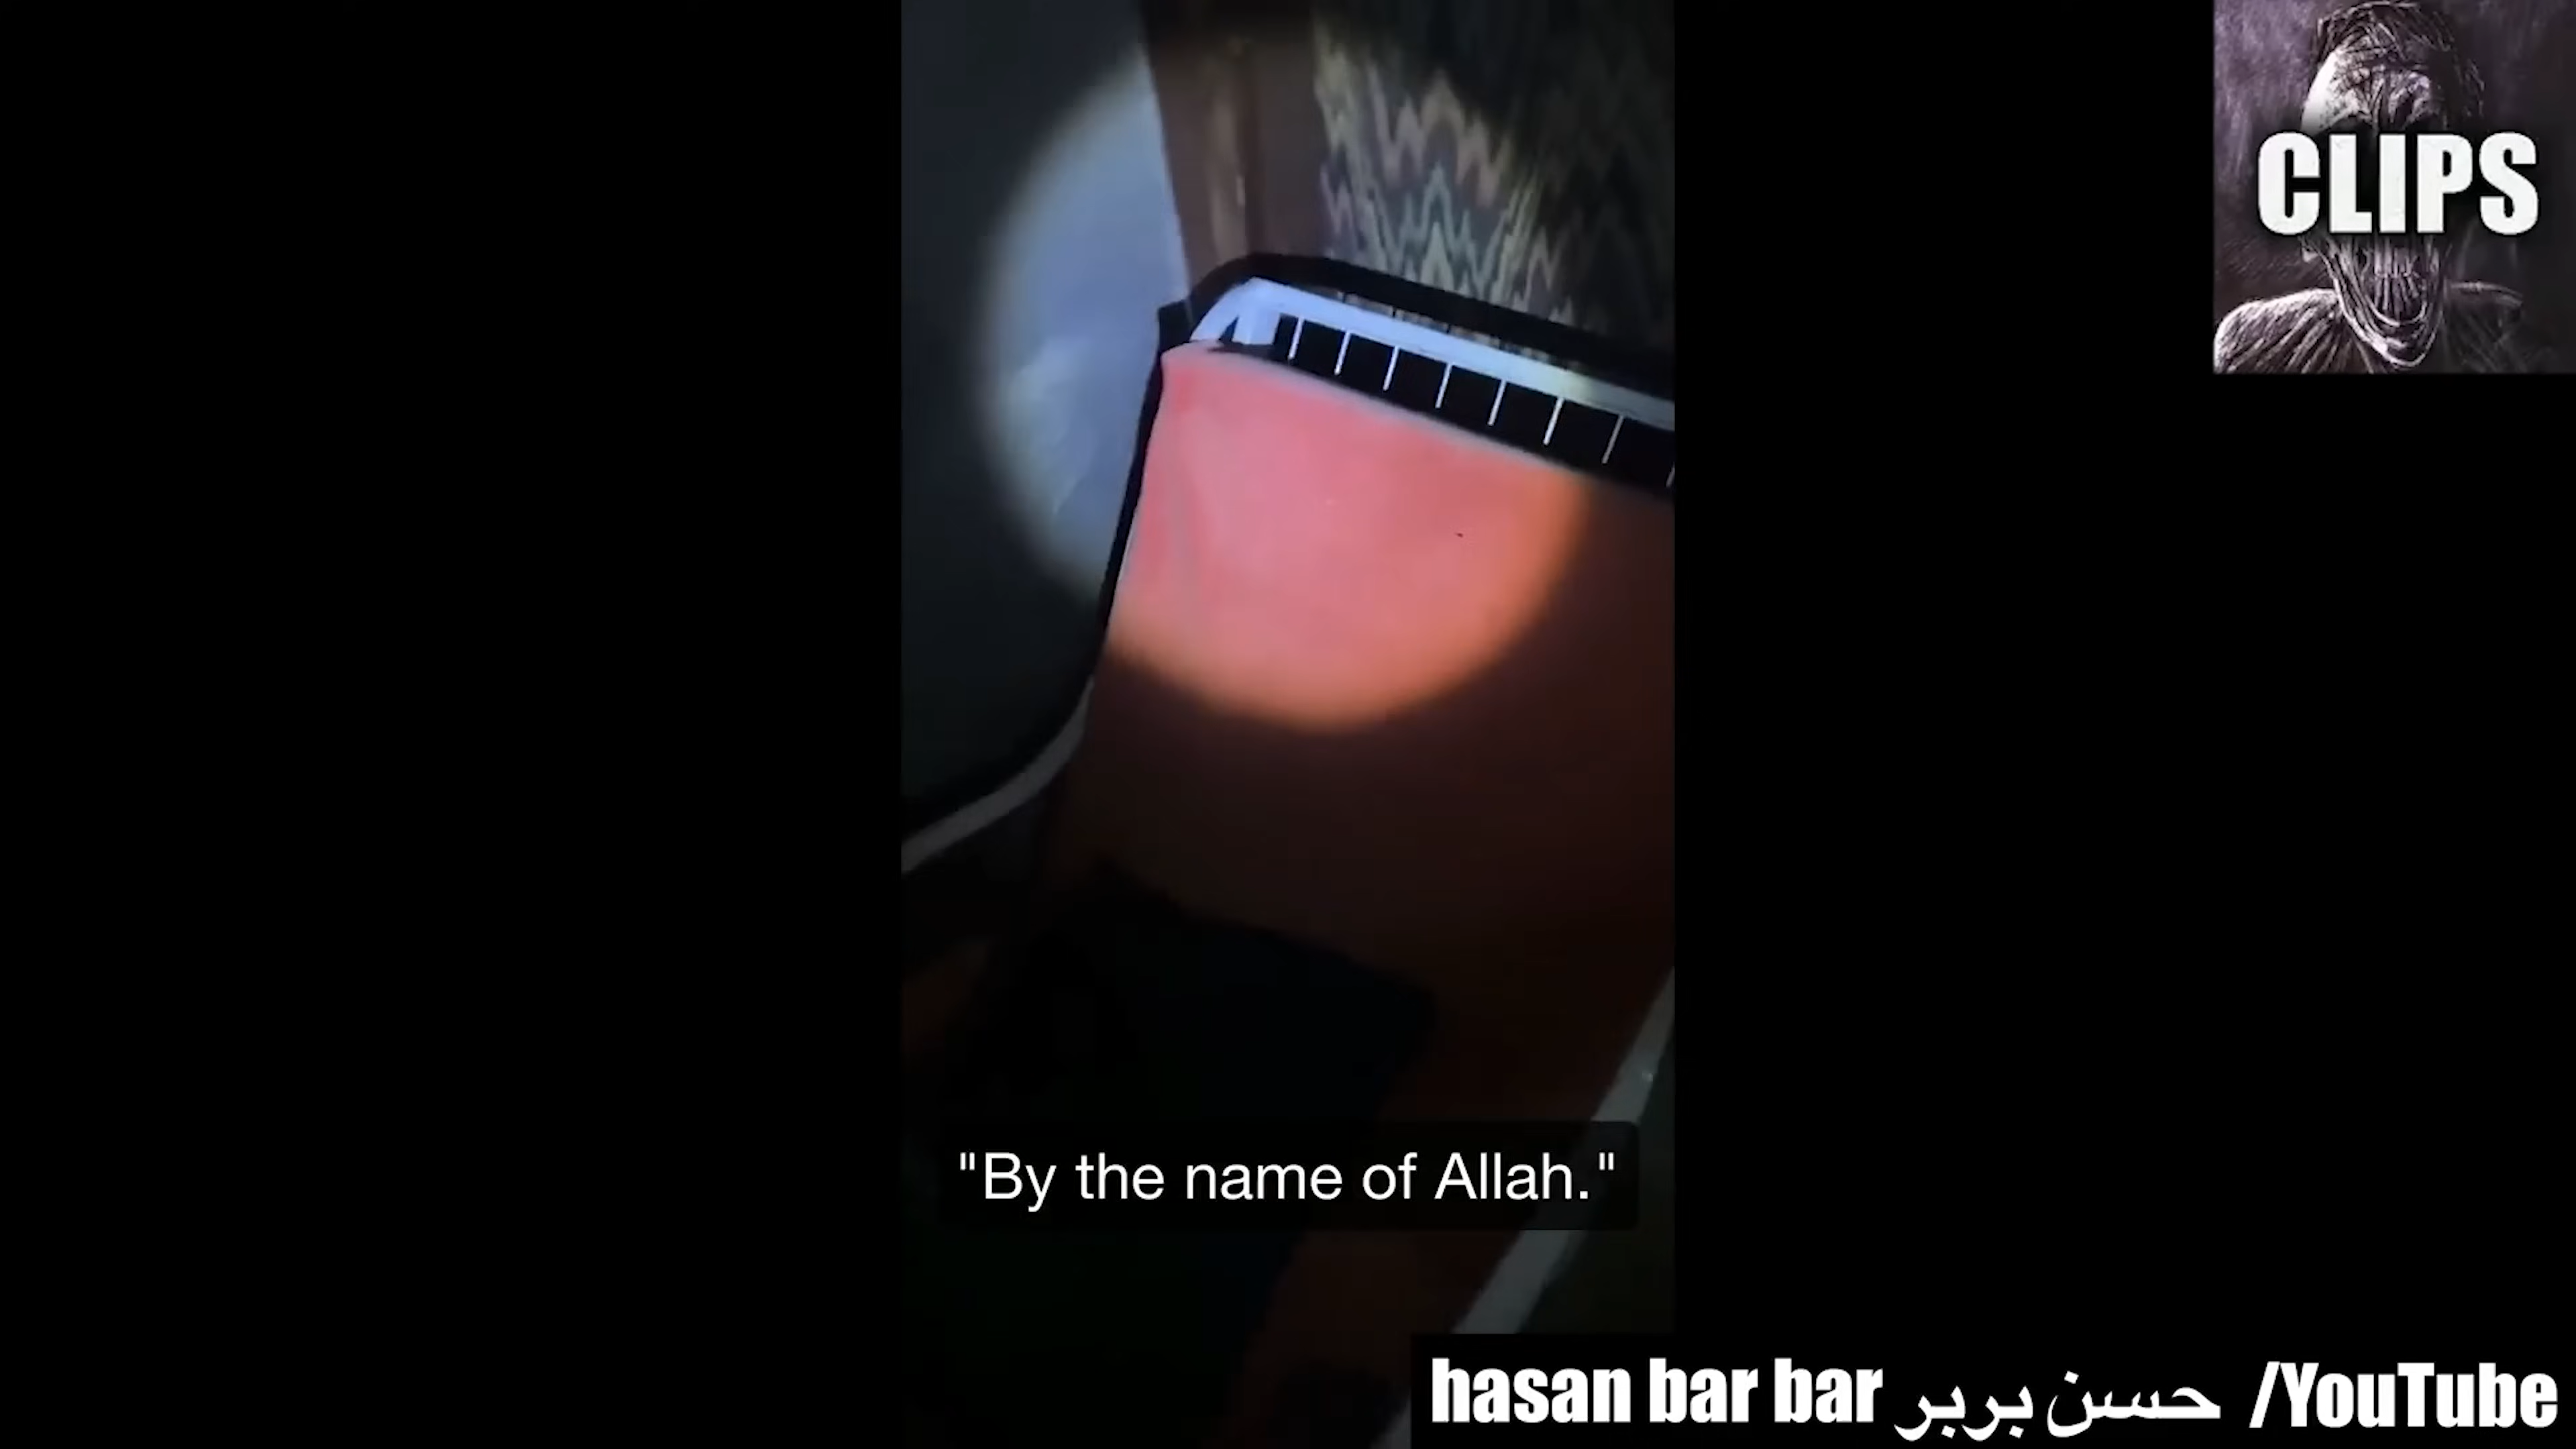 CLIPS
"By the name of Allah."
hasan bar bar حسن بربر /YouTube